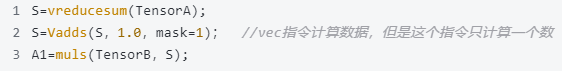 1 S=vreducesum(TensorA);
2 S=Vadds(S, 1.0, mask=1);   //vec指令计算数据，但是这个指令只计算一个数
3 A1=muls(TensorB, S);